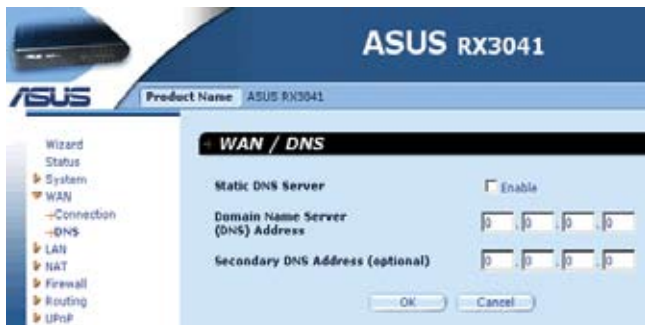 ASUS RX3041
ASUS
Product Name ASUS RX3041
Wizard
Status
System
WAN
Connection
DNS
LAN
NAT
Firewall
Routing
UPnP
WAN / DNS
Static DNS Server Enable
Domain Name Server
(DNS) Address 0 . 0 . 0 . 0
Secondary DNS Address (optional) 0 . 0 . 0 . 0
OK Cancel